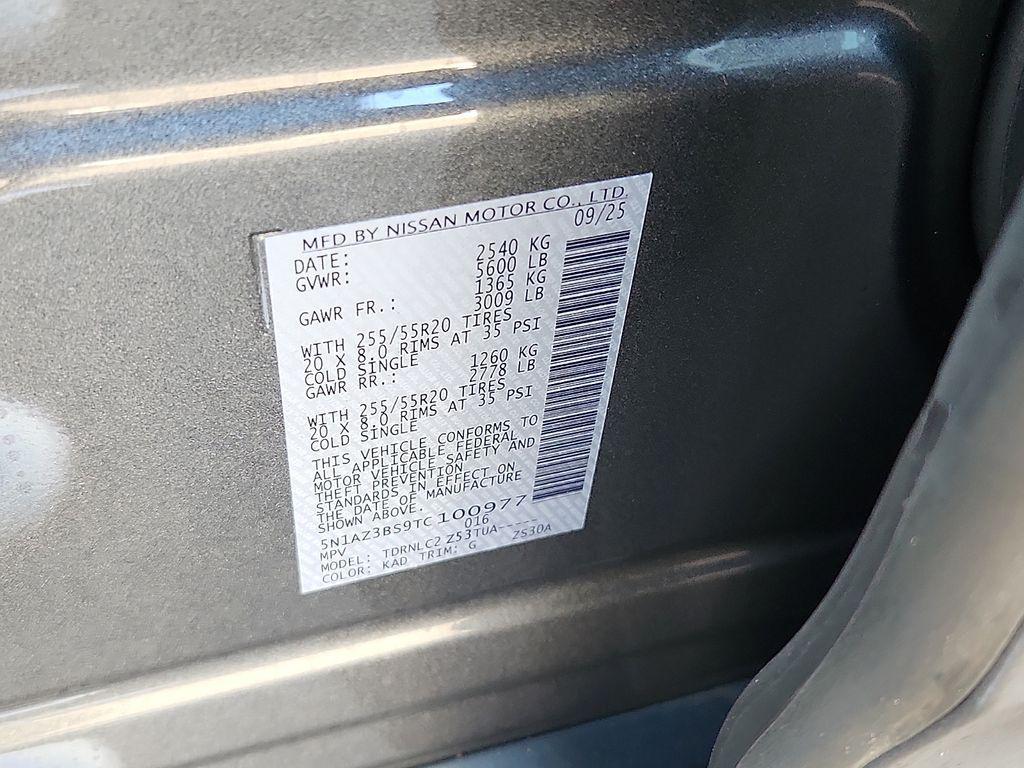 MFD BY NISSAN MOTOR CO., LTD.
DATE: 09/25
GVWR: 2540 KG
5600 LB
GAWR FR.: 1365 KG
3009 LB
WITH 255/55R20 TIRES
20 X 8.0 RIMS AT 35 PSI
COLD SINGLE
GAWR RR.: 1260 KG
2778 LB
WITH 255/55R20 TIRES
20 X 8.0 RIMS AT 35 PSI
COLD SINGLE
THIS VEHICLE CONFORMS TO
ALL APPLICABLE FEDERAL
MOTOR VEHICLE SAFETY AND
THEFT PREVENTION
STANDARDS IN EFFECT ON
THE DATE OF MANUFACTURE
SHOWN ABOVE.
5N1AZ3BS9TC100977
MPV 016
MODEL: TDRNLC2 Z53TUA-----
COLOR: KAD TRIM: G ZS30A